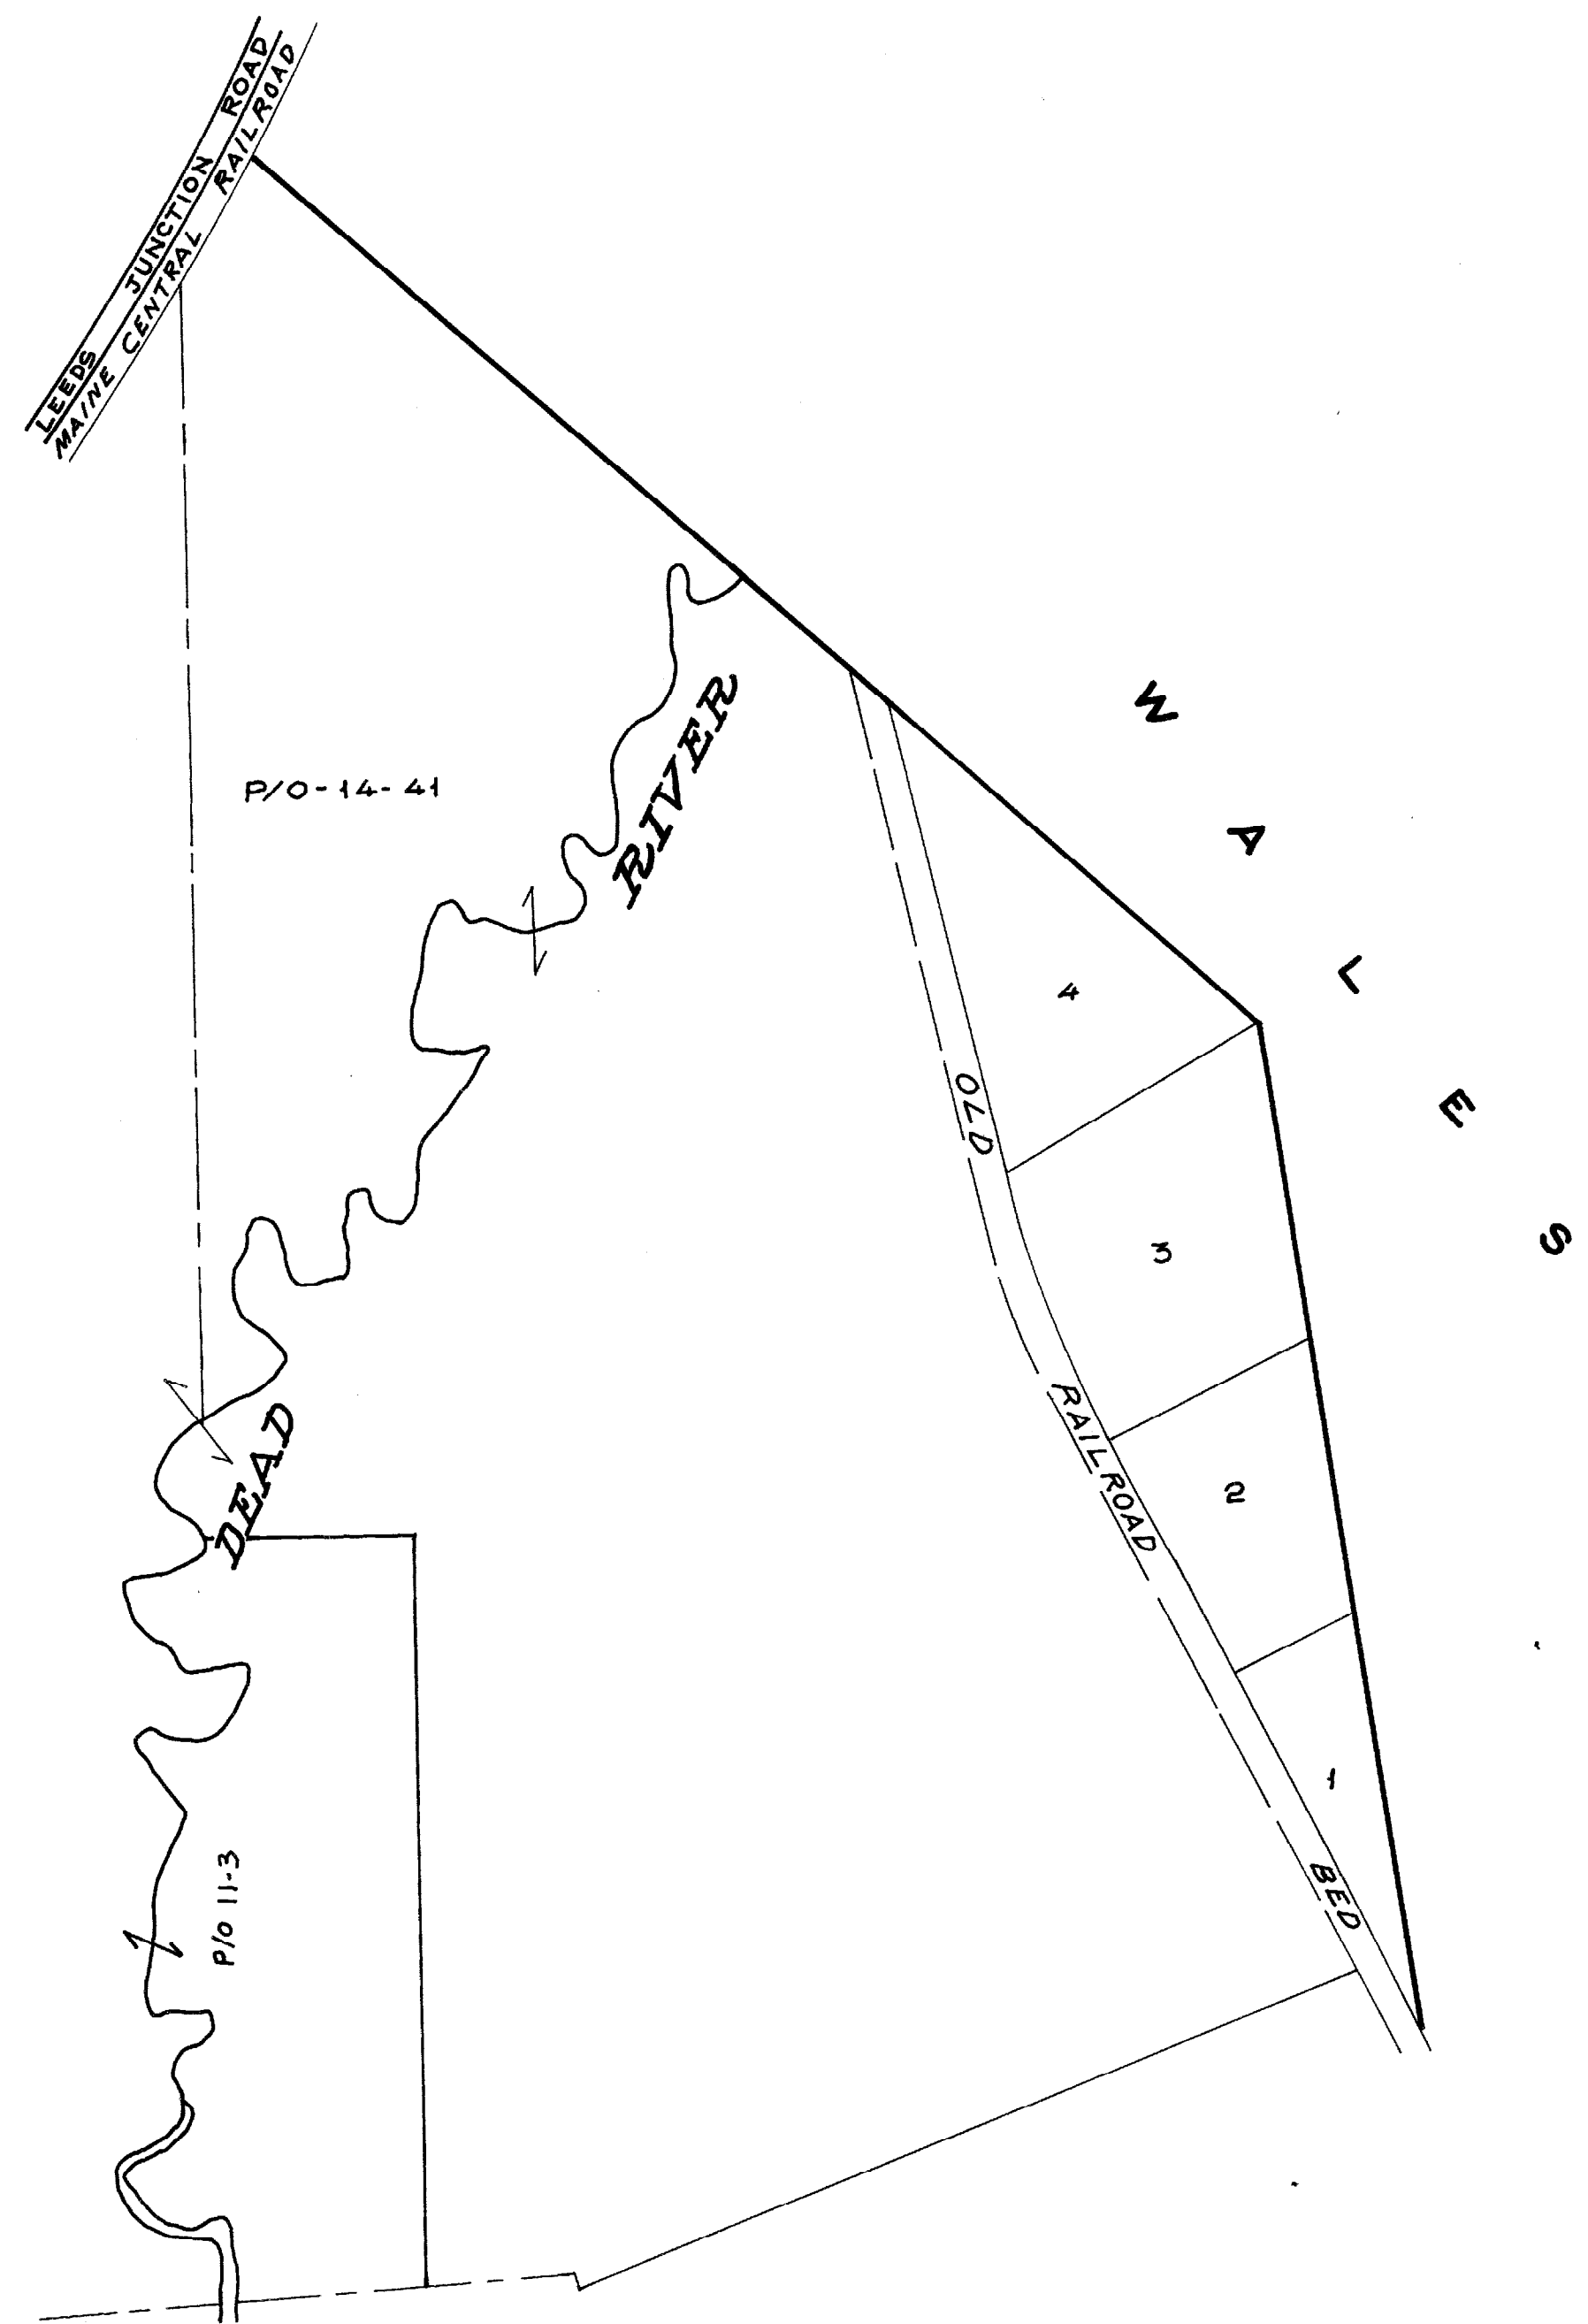 LEEDS JUNCTION ROAD
MAINE CENTRAL RAILROAD
P/O-14-41
DEAD RIVER
WALES
4
OLD RAILROAD BED
3
2
1
P/O 11-3